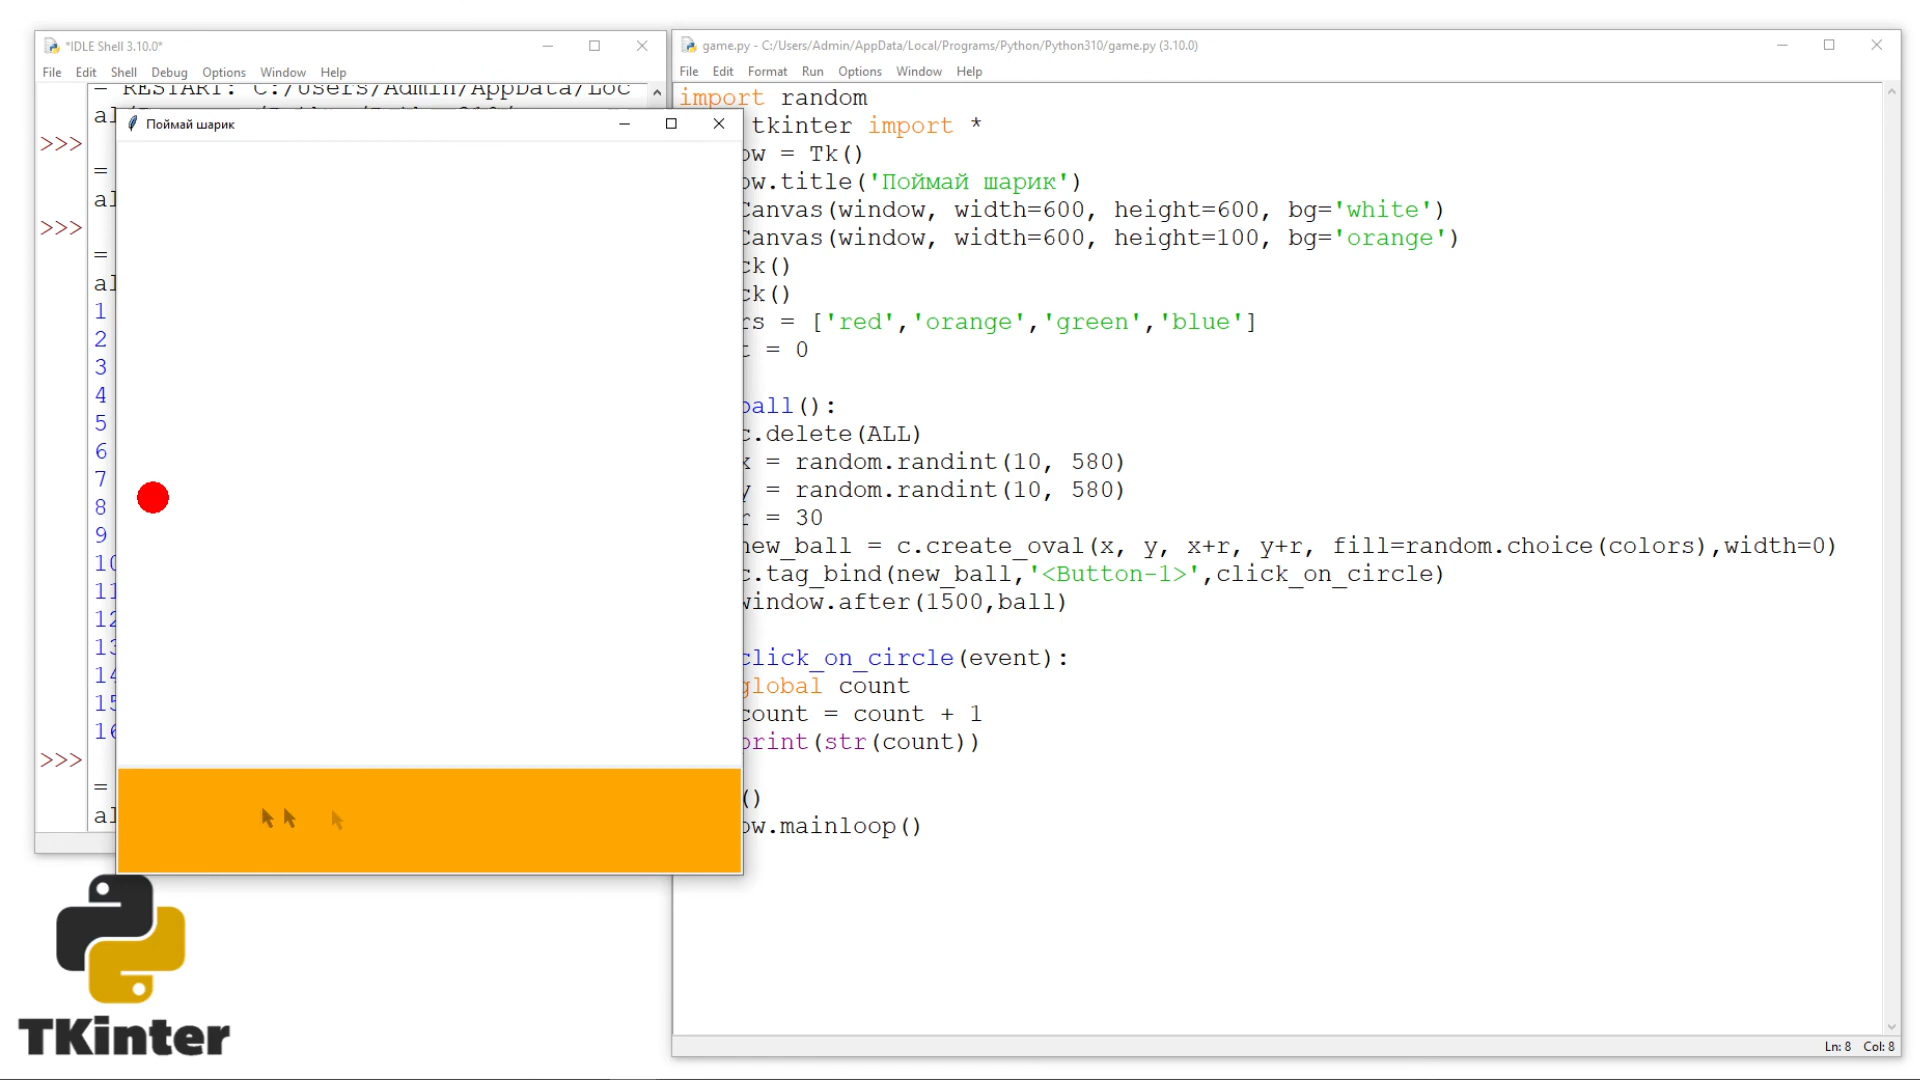 *IDLE Shell 3.10.0*
File Edit Shell Debug Options Window Help
= RESTART: C:/Users/Admin/AppData/Loc
al
>>>
=
al
>>>
=
al
1
2
3
4
5
6
7
8
9
10
11
12
13
14
15
16
>>>
=
al
Поймай шарик
game.py - C:/Users/Admin/AppData/Local/Programs/Python/Python310/game.py (3.10.0)
File Edit Format Run Options Window Help
import random
tkinter import *
ow = Tk()
ow.title('Поймай шарик')
Canvas(window, width=600, height=600, bg='white')
Canvas(window, width=600, height=100, bg='orange')
ck()
ck()
rs = ['red','orange','green','blue']
t = 0
ball():
c.delete(ALL)
x = random.randint(10, 580)
y = random.randint(10, 580)
r = 30
new_ball = c.create_oval(x, y, x+r, y+r, fill=random.choice(colors),width=0)
c.tag_bind(new_ball,'<Button-1>',click_on_circle)
window.after(1500,ball)
click_on_circle(event):
global count
count = count + 1
print(str(count))
()
ow.mainloop()
Ln: 8 Col: 8
TKinter